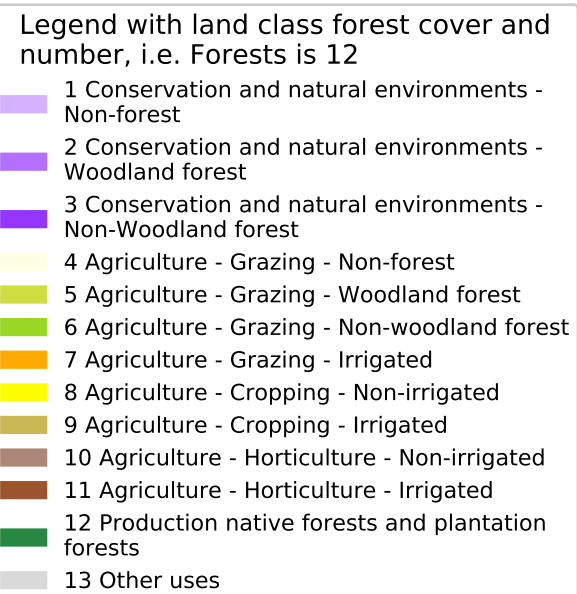 Legend with land class forest cover and
number, i.e. Forests is 12
1 Conservation and natural environments -
Non-forest
2 Conservation and natural environments -
Woodland forest
3 Conservation and natural environments -
Non-Woodland forest
4 Agriculture - Grazing - Non-forest
5 Agriculture - Grazing - Woodland forest
6 Agriculture - Grazing - Non-woodland forest
7 Agriculture - Grazing - Irrigated
8 Agriculture - Cropping - Non-irrigated
9 Agriculture - Cropping - Irrigated
10 Agriculture - Horticulture - Non-irrigated
11 Agriculture - Horticulture - Irrigated
12 Production native forests and plantation
forests
13 Other uses